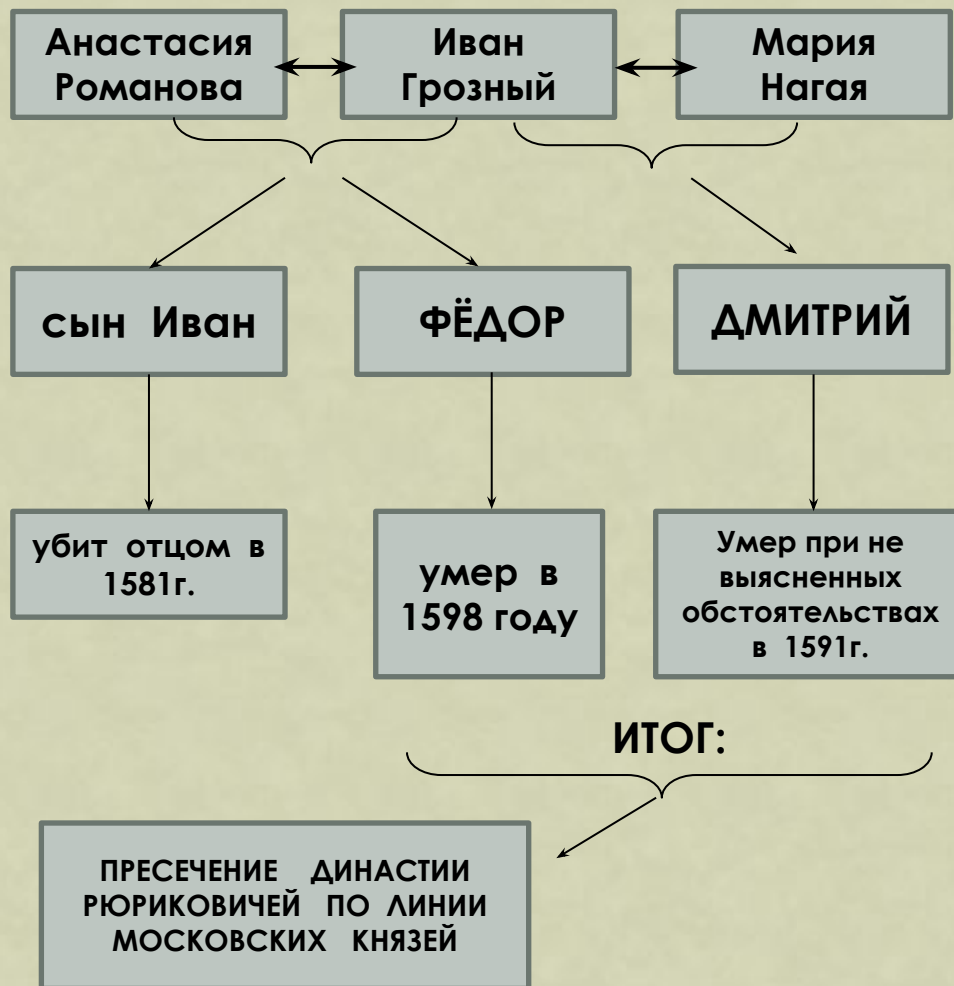 Анастасия
Романова
Иван
Грозный
Мария
Нагая
сын Иван
ФЁДОР
ДМИТРИЙ
убит отцом в
1581г.
умер в
1598 году
Умер при не
выясненных
обстоятельствах
в 1591г.
ИТОГ:
ПРЕСЕЧЕНИЕ ДИНАСТИИ
РЮРИКОВИЧЕЙ ПО ЛИНИИ
МОСКОВСКИХ КНЯЗЕЙ